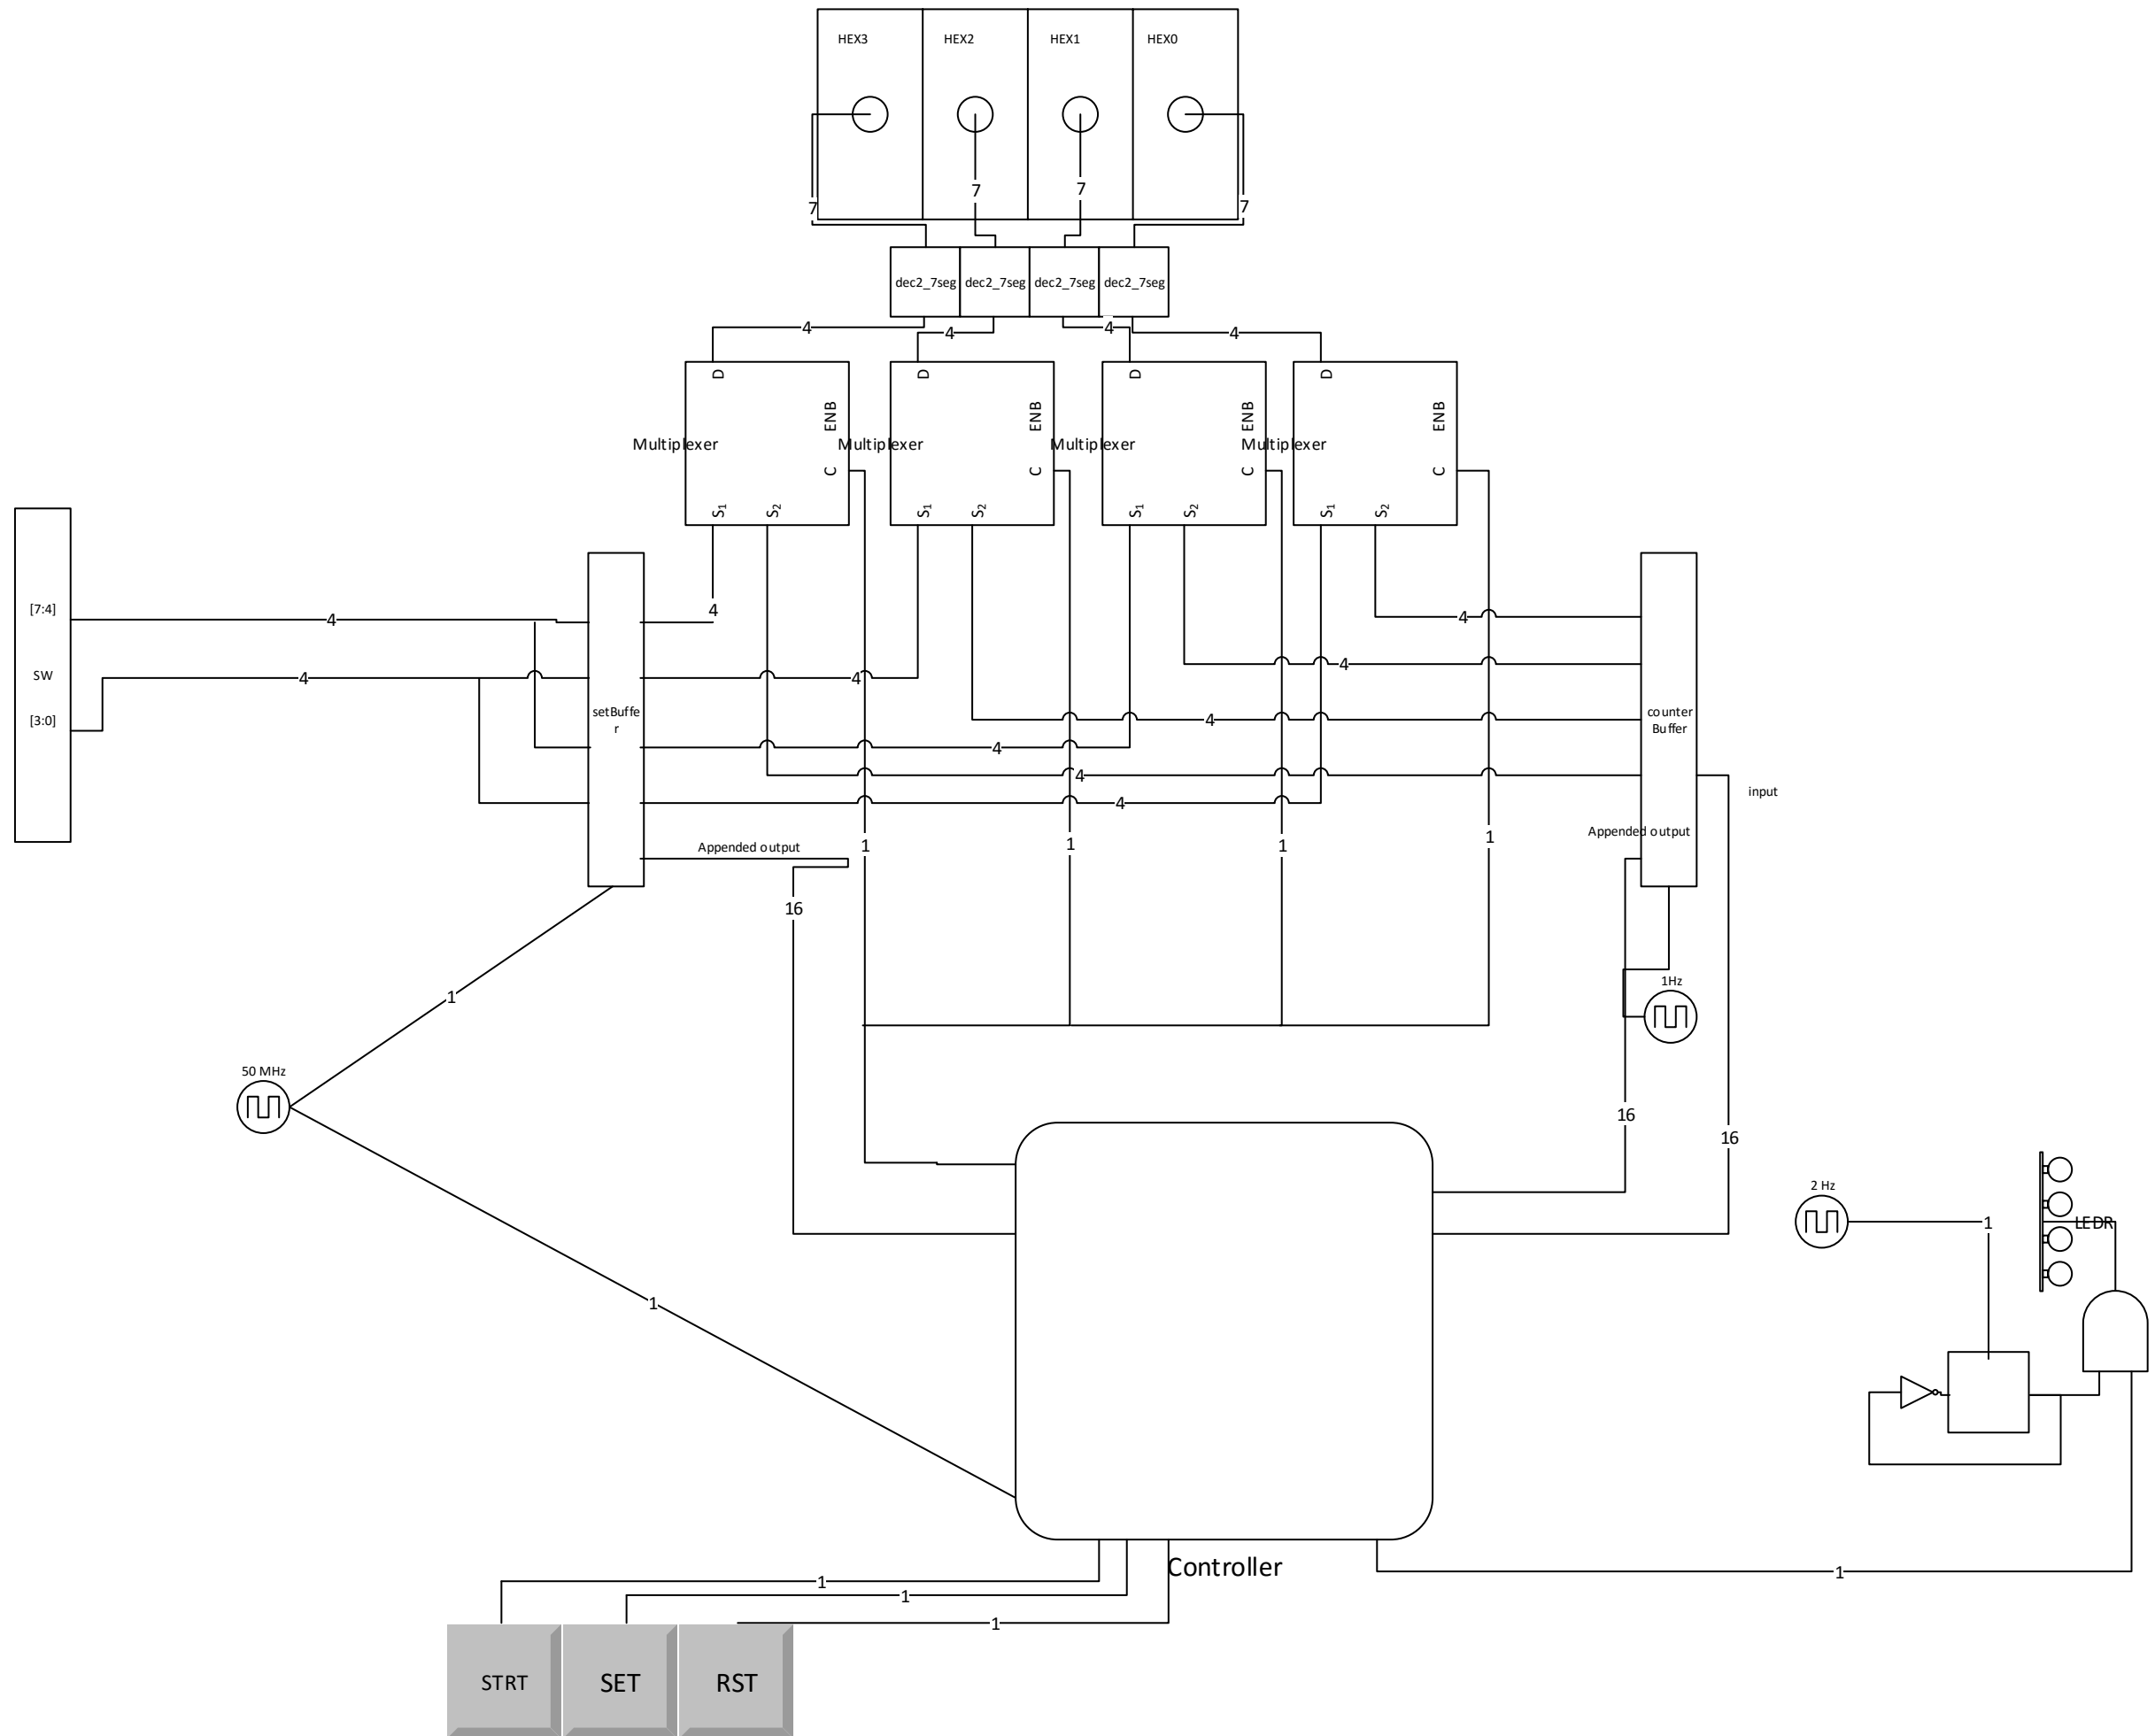 HEX3
HEX2
HEX1
HEX0
7
7
7
7
dec2_7seg
dec2_7seg
dec2_7seg
dec2_7seg
4
4
4
4
D
ENB
Multiplexer
C
S1
S2
D
ENB
Multiplexer
C
S1
S2
D
ENB
Multiplexer
C
S1
S2
D
ENB
Multiplexer
C
S1
S2
[7:4]
SW
[3:0]
4
4
setBuffe
r
4
4
4
4
4
4
4
4
counter
Buffer
input
Appended output
Appended output
1
1
1
1
16
1
1Hz
50 MHz
16
16
1
2 Hz
1
LEDR
Controller
1
1
1
1
STRT
SET
RST